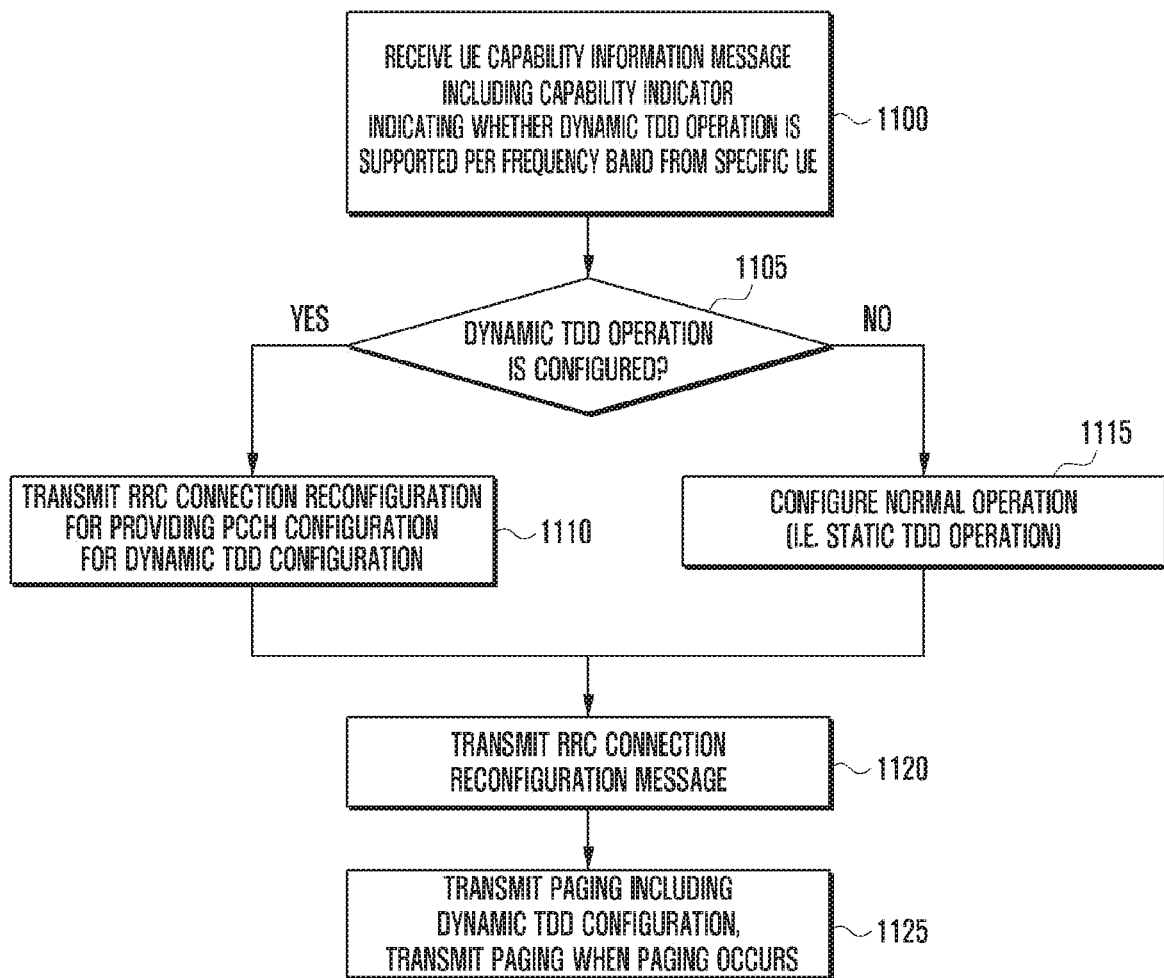 RECEIVE UE CAPABILITY INFORMATION MESSAGE
INCLUDING CAPABILITY INDICATOR
INDICATING WHETHER DYNAMIC TDD OPERATION IS
SUPPORTED PER FREQUENCY BAND FROM SPECIFIC UE
1100
1105
YES
NO
DYNAMIC TDD OPERATION
IS CONFIGURED?
1115
TRANSMIT RRC CONNECTION RECONFIGURATION
FOR PROVIDING PCCH CONFIGURATION
FOR DYNAMIC TDD CONFIGURATION
1110
CONFIGURE NORMAL OPERATION
(I.E. STATIC TDD OPERATION)
TRANSMIT RRC CONNECTION
RECONFIGURATION MESSAGE
1120
TRANSMIT PAGING INCLUDING
DYNAMIC TDD CONFIGURATION,
TRANSMIT PAGING WHEN PAGING OCCURS
1125